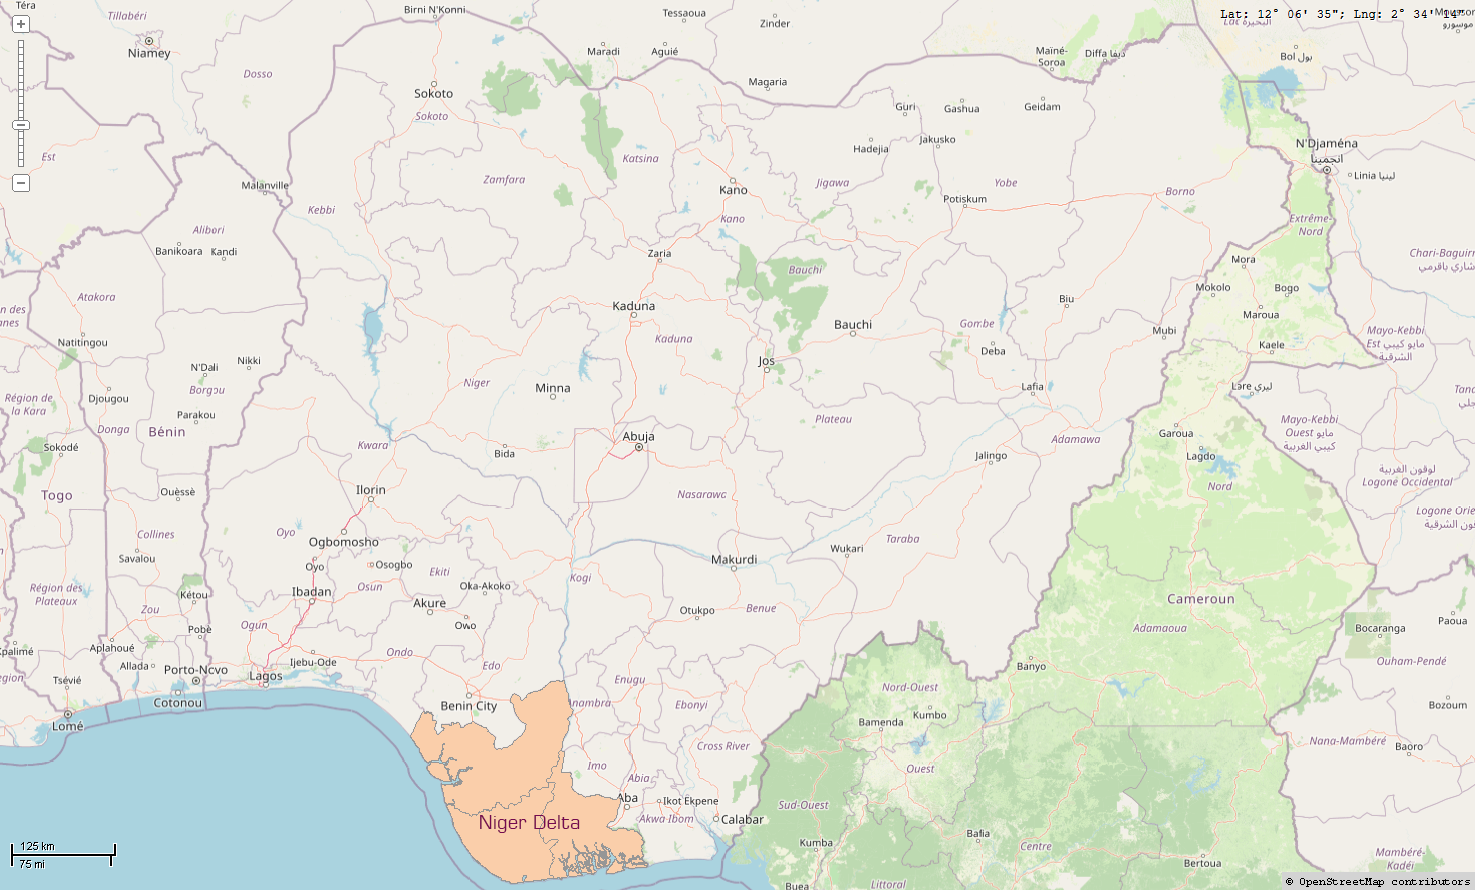 Téra
Birni N'Konni
Tessaoua
Zinder
Lat: 12° 06' 35"; Lng: 2° 34' 14"
Tillabéri
Niamey
Maradi
Aguié
Maïné-
Soroa
Diffa ديفا
Bol بول
Dosso
Magaria
Sokoto
Sokoto
Guri
Gashua
Geidam
Jakusko
Hadejia
N'Djaména
انجمينا
Est
Katsina
Zamfara
Malanville
Kebbi
Kano
Kano
Jigawa
Yobe
Potiskum
Borno
Linia لينيا
Extrême-
Nord
Alibori
Banikoara
Kandi
Zaria
Bauchi
Mora
Chari-Baguirmi
Atakora
Kaduna
Kaduna
Bauchi
Gombe
Biu
Mokolo
Bogo
Maroua
Natitingou
Jos
Deba
Mubi
Kaele
Mayo-Kebbi
Est مايو كيبي
الشرقية
N'Dali
Nikki
Borgou
Parakou
Djougou
Donga
Bénin
Région de
la Kara
Niger
Minna
Lafia
Léré ليري
Plateau
Mayo-Kebbi
Ouest مايو
كيبي الغربية
Sokodé
Kwara
Abuja
Bida
Adamawa
Jalingo
Garoua
Lagdo
Nord
لوقون الغربية
Logone Occidental
Togo
Ouèssè
Ilorin
Nasarawa
Collines
Savalou
Oyo
Ogbomosho
Oyo
Osogbo
Ekiti
Kogi
Makurdi
Wukari
Taraba
Région des
Plateaux
Kétou
Zou
Ibadan
Osun
Oka-Akoko
Akure
Owo
Otukpo
Benue
Cameroun
Adamaoua
Bocaranga
Paoua
Ouham-Pendé
Ogun
Pobè
Aplahoué
Allada
Porto-Novo
Ijebu-Ode
Ondo
Edo
Lagos
Cotonou
Tsévié
Lomé
Benin City
Enugu
Anambra
Ebonyi
Banyo
Nord-Ouest
Bamenda
Kumbo
Bozoum
Nana-Mambéré
Baoro
Cross River
Imo
Abia
Ouest
Aba
Ikot Ekpene
Akwa Ibom
Calabar
Sud-Ouest
Niger Delta
Kumba
Bafia
Centre
Bertoua
Mambéré-
Kadéï
Buea
Littoral
125 km
75 mi
© OpenStreetMap contributors